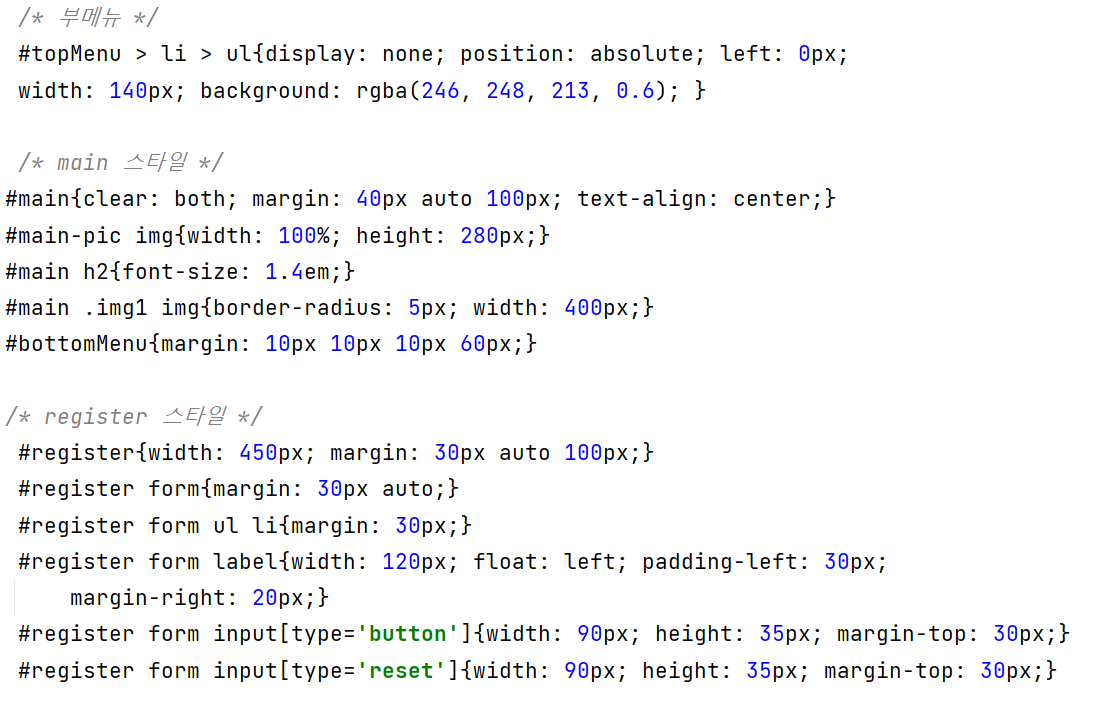 /* 부메뉴 */
#topMenu > li > ul{display: none; position: absolute; left: 0px;
width: 140px; background: rgba(246, 248, 213, 0.6); }
/* main 스타일 */
#main{clear: both; margin: 40px auto 100px; text-align: center;}
#main-pic img{width: 100%; height: 280px;}
#main h2{font-size: 1.4em;}
#main .img1 img{border-radius: 5px; width: 400px;}
#bottomMenu{margin: 10px 10px 10px 60px;}
/* register 스타일 */
#register{width: 450px; margin: 30px auto 100px;}
#register form{margin: 30px auto;}
#register form ul li{margin: 30px;}
#register form label{width: 120px; float: left; padding-left: 30px;
margin-right: 20px;}
#register form input[type='button']{width: 90px; height: 35px; margin-top: 30px;}
#register form input[type='reset']{width: 90px; height: 35px; margin-top: 30px;}